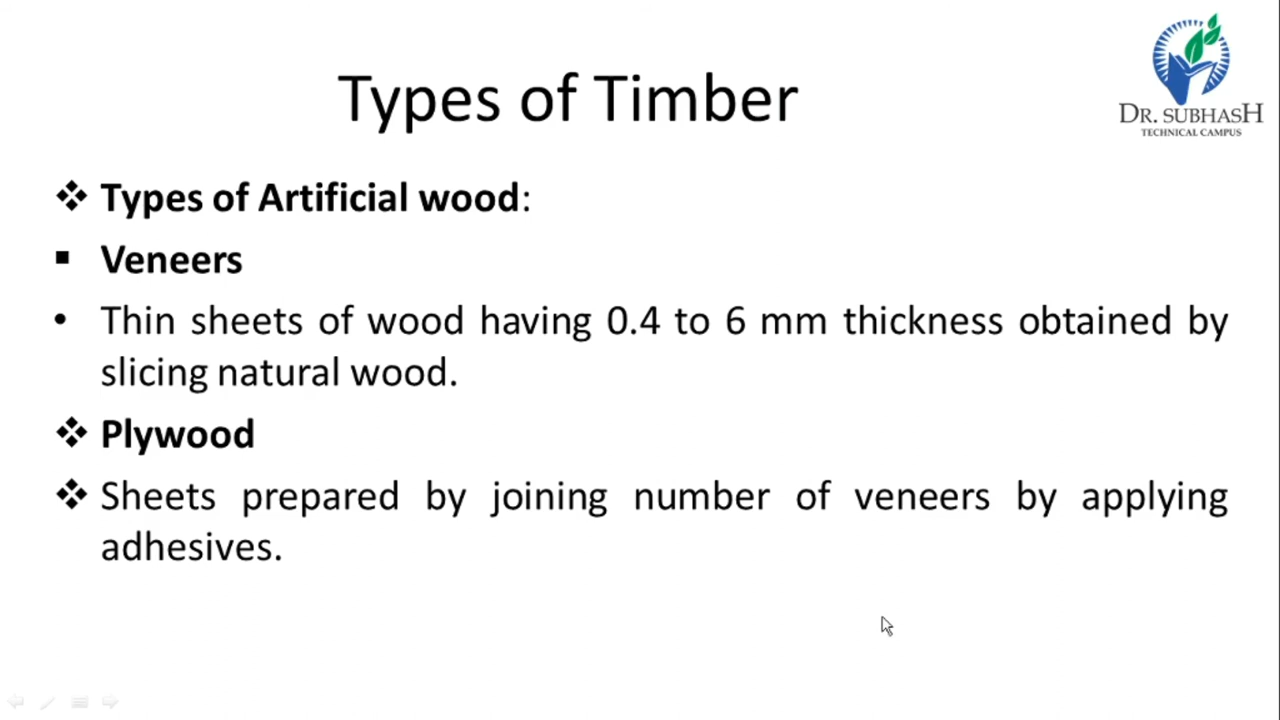 DR. SUBHASH
TECHNICAL CAMPUS
Types of Timber
❖ Types of Artificial wood:
▪ Veneers
• Thin sheets of wood having 0.4 to 6 mm thickness obtained by
slicing natural wood.
❖ Plywood
❖ Sheets prepared by joining number of veneers by applying
adhesives.